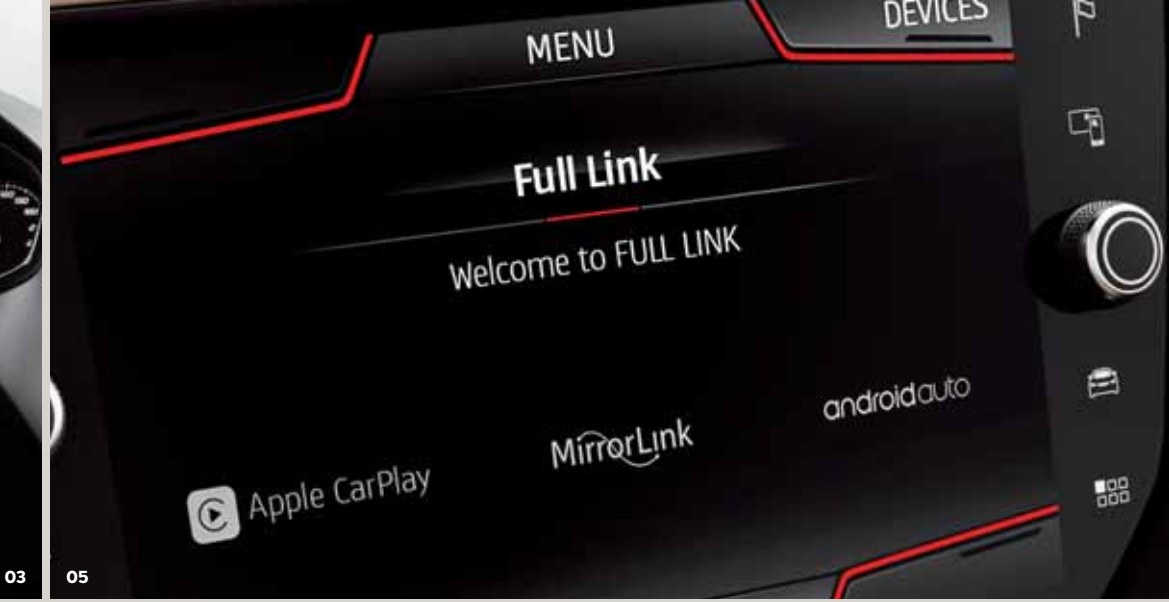 MENU
DEVICES
Full Link
Welcome to FULL LINK
Apple CarPlay
MirrorLink
androidauto
03
05